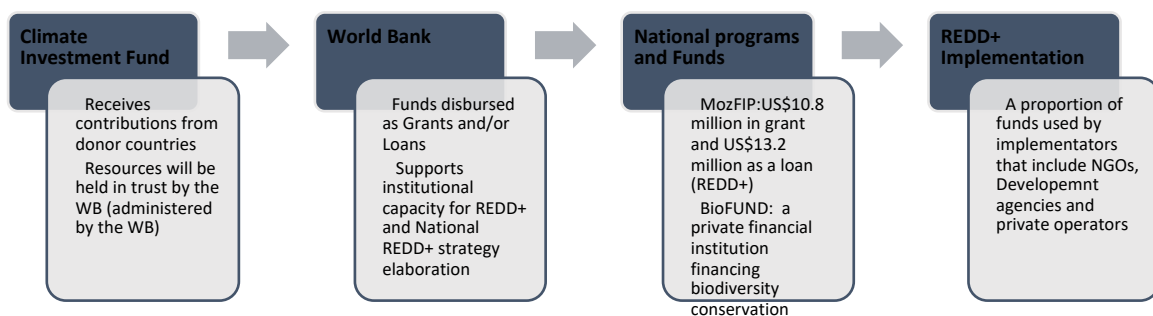 Climate
Investment Fund
Receives
contributions from
donor countries
Resources will be
held in trust by the
WB (administered
by the WB)
World Bank
Funds disbursed
as Grants and/or
Loans
Supports
institutional
capacity for REDD+
and National
REDD+ strategy
elaboration
National programs
and Funds
MozFIP:US$10.8
million in grant
and US$13.2
million as a loan
(REDD+)
BioFUND: a
private financial
institution
financing
biodiversity
conservation
REDD+
Implementation
A proportion of
funds used by
implementators
that include NGOs,
Developemnt
agencies and
private operators